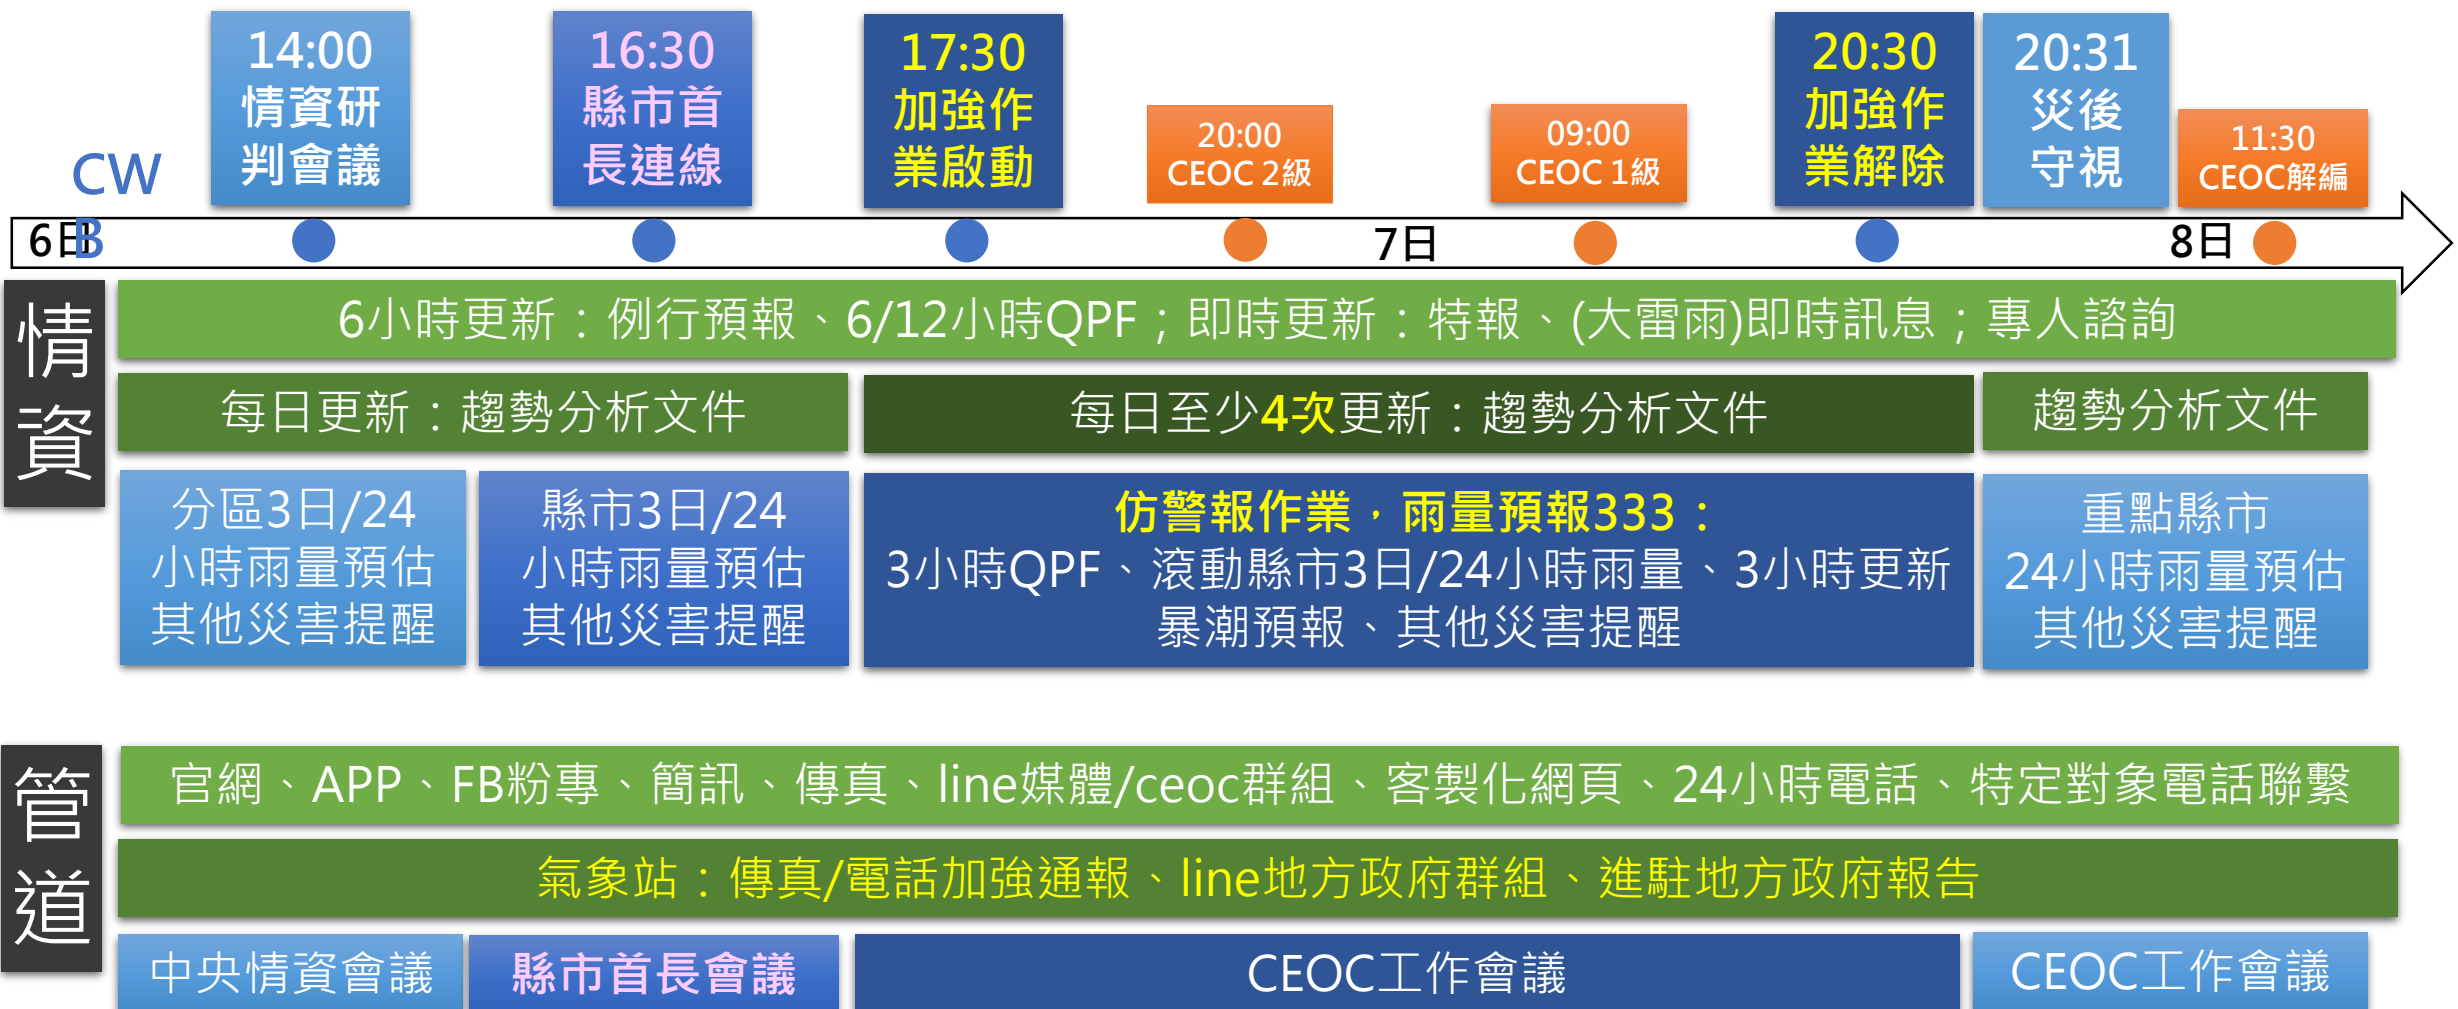 14:00
情資研
判會議
16:30
縣市首
長連線
17:30
加強作
業啟動
20:00
CEOC 2級
09:00
CEOC 1級
20:30
加強作
業解除
20:31
災後
守視
11:30
CEOC解編
CW
B
6日
7日
8日
情
資
6小時更新：例行預報、6/12小時QPF；即時更新：特報、(大雷雨)即時訊息；專人諮詢
每日更新：趨勢分析文件
每日至少4次更新：趨勢分析文件
趨勢分析文件
分區3日/24
小時雨量預估
其他災害提醒
縣市3日/24
小時雨量預估
其他災害提醒
仿警報作業，雨量預報333：
3小時QPF、滾動縣市3日/24小時雨量、3小時更新
暴潮預報、其他災害提醒
重點縣市
24小時雨量預估
其他災害提醒
管
道
官網、APP、FB粉專、簡訊、傳真、line媒體/ceoc群組、客製化網頁、24小時電話、特定對象電話聯繫
氣象站：傳真/電話加強通報、line地方政府群組、進駐地方政府報告
中央情資會議
縣市首長會議
CEOC工作會議
CEOC工作會議